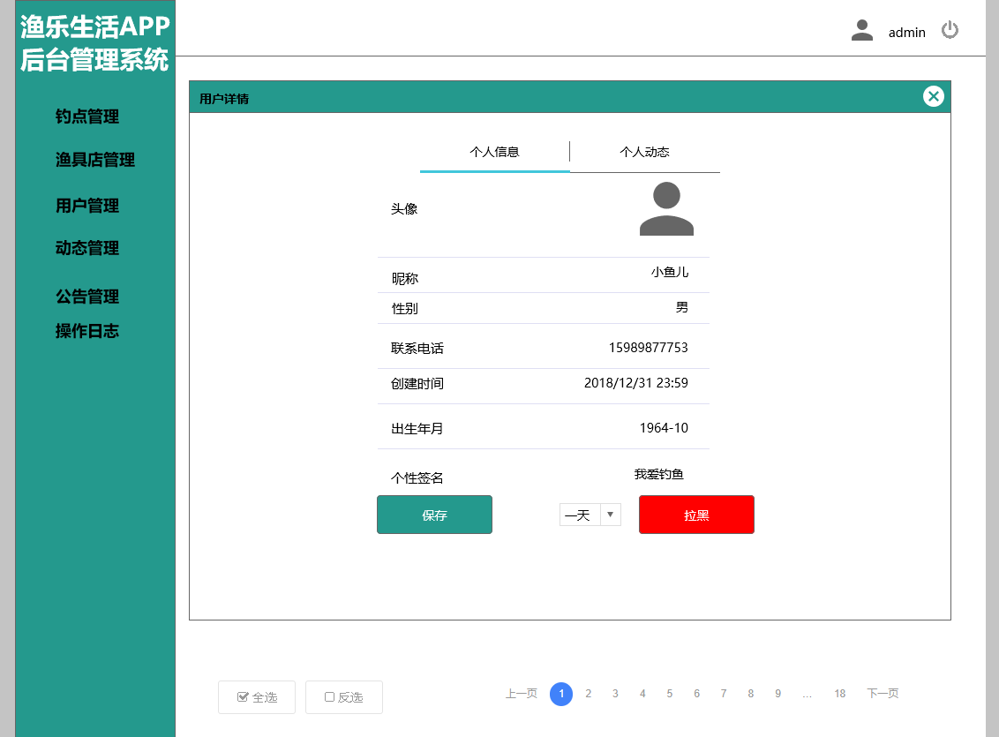 渔乐生活APP
后台管理系统
admin
钓点管理
渔具店管理
用户管理
动态管理
公告管理
操作日志
用户详情
个人信息 个人动态
头像
昵称 小鱼儿
性别 男
联系电话 15989877753
创建时间 2018/12/31 23:59
出生年月 1964-10
个性签名 我爱钓鱼
保存 一天 拉黑
全选 反选 上一页 1 2 3 4 5 6 7 8 9 ... 18 下一页